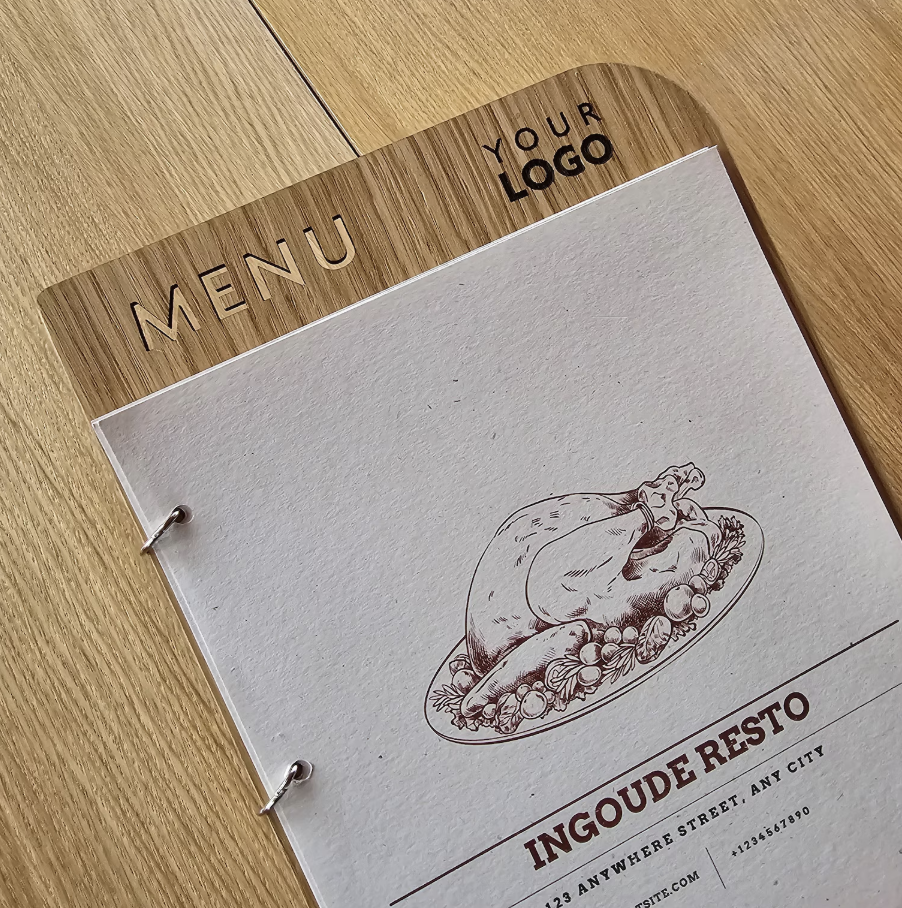 MENU
YOUR
LOGO
INGOUDE RESTO
123 ANYWHERE STREET, ANY CITY
+1234567890